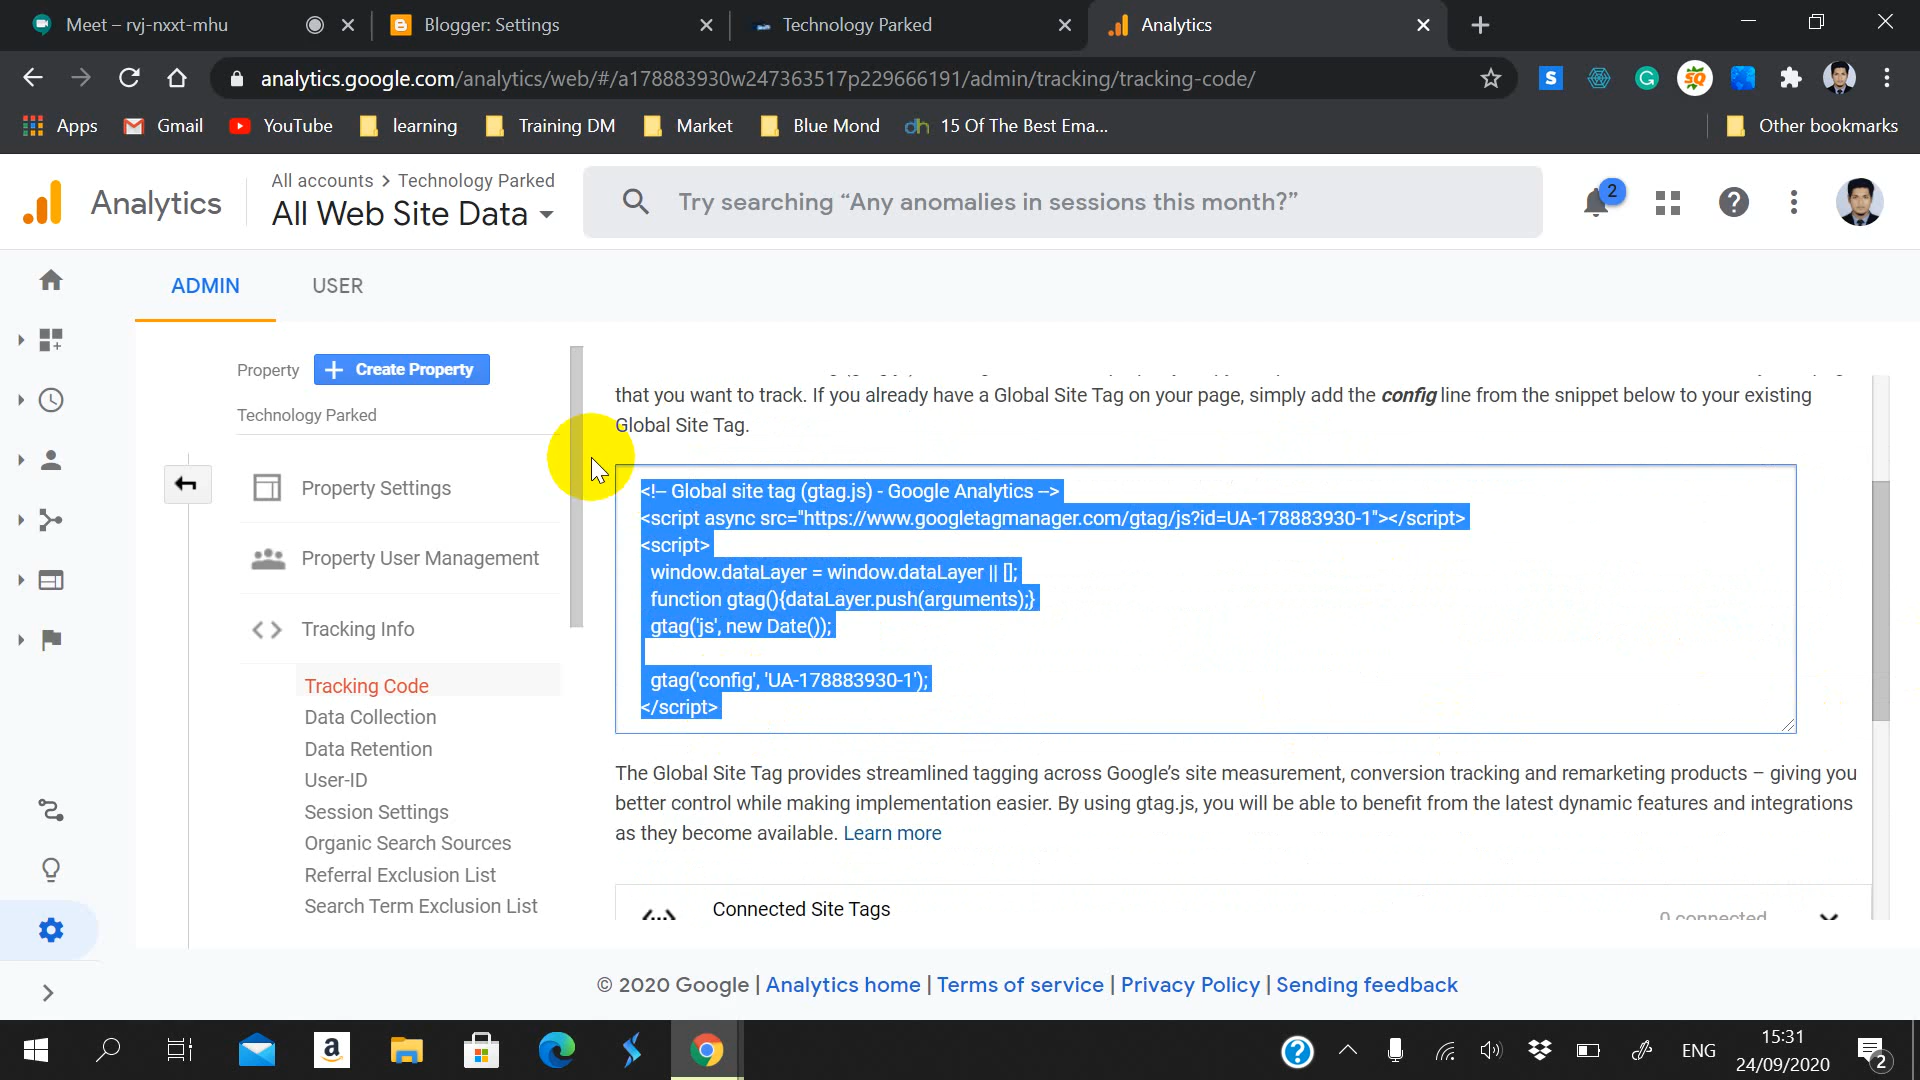 Meet – rvj-nxxt-mhu
Blogger: Settings
Technology Parked
Analytics
analytics.google.com/analytics/web/#/a178883930w247363517p229666191/admin/tracking/tracking-code/
Apps
Gmail
YouTube
learning
Training DM
Market
Blue Mond
15 Of The Best Ema...
Other bookmarks
Analytics
All accounts > Technology Parked
All Web Site Data
Try searching “Any anomalies in sessions this month?”
2
ADMIN
USER
Property
Create Property
Technology Parked
Property Settings
Property User Management
Tracking Info
Tracking Code
Data Collection
Data Retention
User-ID
Session Settings
Organic Search Sources
Referral Exclusion List
Search Term Exclusion List
that you want to track. If you already have a Global Site Tag on your page, simply add the config line from the snippet below to your existing
Global Site Tag.
<!-- Global site tag (gtag.js) - Google Analytics -->
<script async src="https://www.googletagmanager.com/gtag/js?id=UA-178883930-1"></script>
<script>
window.dataLayer = window.dataLayer || [];
function gtag(){dataLayer.push(arguments);}
gtag('js', new Date());
gtag('config', 'UA-178883930-1');
</script>
The Global Site Tag provides streamlined tagging across Google’s site measurement, conversion tracking and remarketing products – giving you
better control while making implementation easier. By using gtag.js, you will be able to benefit from the latest dynamic features and integrations
as they become available. Learn more
Connected Site Tags
0 connected
© 2020 Google | Analytics home | Terms of service | Privacy Policy | Sending feedback
ENG
15:31
24/09/2020
2